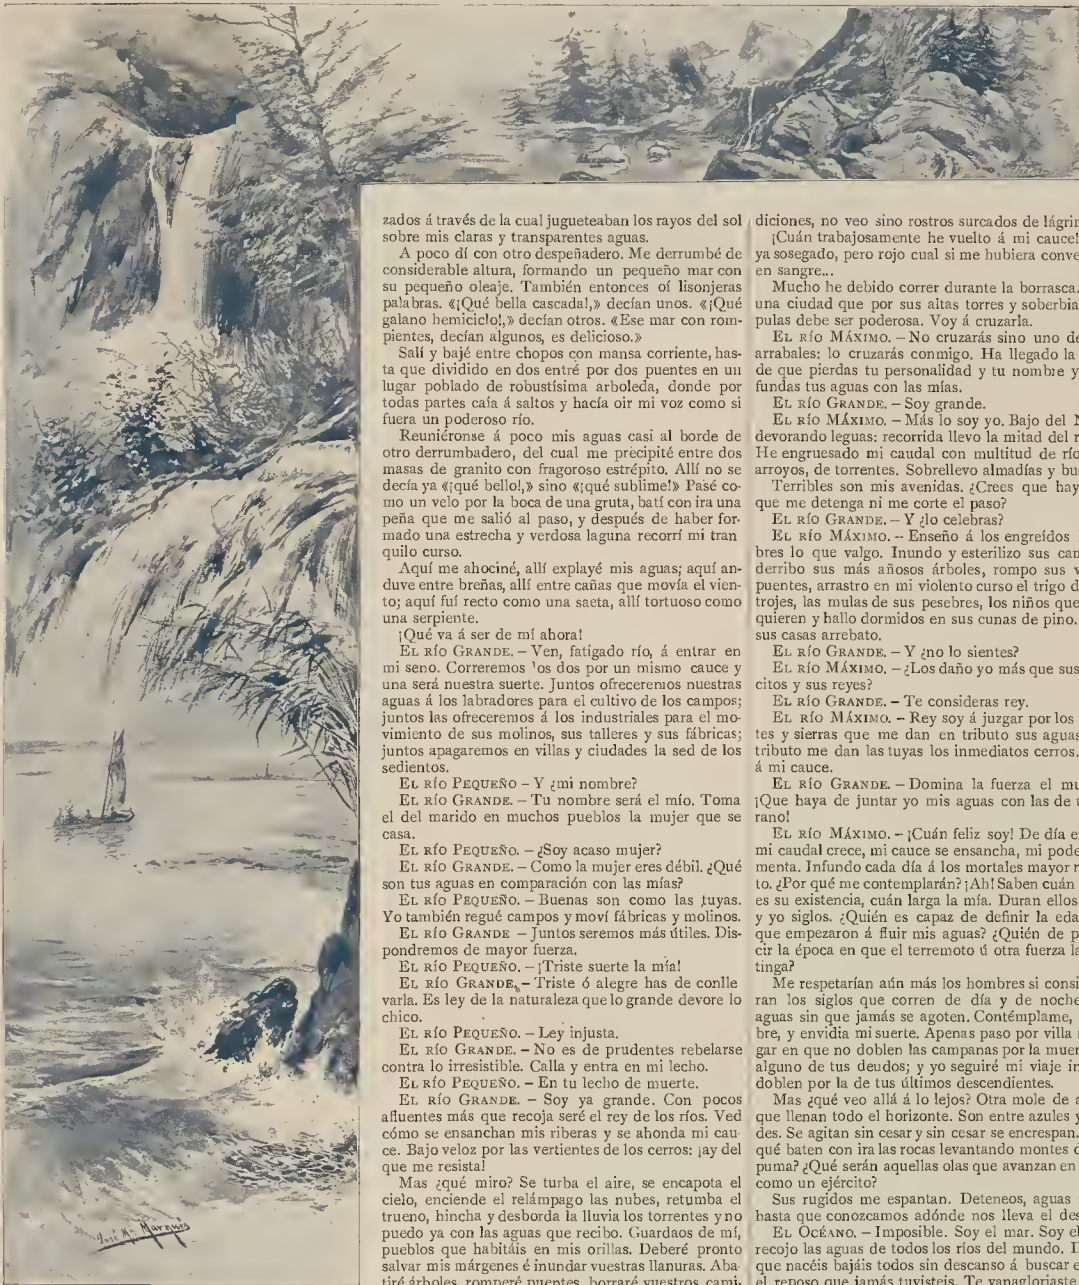 zados á través de la cual jugueteaban los rayos del sol
sobre mis claras y transparentes aguas.
A poco dí con otro despeñadero. Me derrumbé de
considerable altura, formando un pequeño mar con
su pequeño oleaje. También entonces oí lisonjeras
palabras. «¡Qué bella cascada!,» decían unos. «¡Qué
galano hemiciclo!,» decían otros. «Ese mar con rom-
pientes, decían algunos, es delicioso.»
Salí y bajé entre chopos con mansa corriente, has-
ta que dividido en dos entré por dos puentes en un
lugar poblado de robustísima arboleda, donde por
todas partes caía á saltos y hacía oir mi voz como si
fuera un poderoso río.
Reuniéronse á poco mis aguas casi al borde de
otro derrumbadero, del cual me precipité entre dos
masas de granito con fragoroso estrépito. Allí no se
decía ya «¡qué bello!,» sino «¡qué sublime!» Pasé co-
mo un velo por la boca de una gruta, batí con ira una
peña que me salió al paso, y después de haber for-
mado una estrecha y verdosa laguna recorrí mi tran
quilo curso.
Aquí me ahociné, allí explayé mis aguas; aquí an-
duve entre breñas, allí entre cañas que movía el vien-
to; aquí fuí recto como una saeta, allí tortuoso como
una serpiente.
¡Qué va á ser de mí ahora!
EL RÍO GRANDE. – Ven, fatigado río, á entrar en
mi seno. Correremos 'os dos por un mismo cauce y
una será nuestra suerte. Juntos ofreceremos nuestras
aguas á los labradores para el cultivo de los campos;
juntos las ofreceremos á los industriales para el mo-
vimiento de sus molinos, sus talleres y sus fábricas;
juntos apagaremos en villas y ciudades la sed de los
sedientos.
EL RÍO PEQUEÑO – Y ¿mi nombre?
EL RÍO GRANDE. – Tu nombre será el mío. Toma
el del marido en muchos pueblos la mujer que se
casa.
EL RÍO PEQUEÑO. – ¿Soy acaso mujer?
EL RÍO GRANDE. – Como la mujer eres débil. ¿Qué
son tus aguas en comparación con las mías?
EL RÍO PEQUEÑO. – Buenas son como las tuyas.
Yo también regué campos y moví fábricas y molinos.
EL RÍO GRANDE – Juntos seremos más útiles. Dis-
pondremos de mayor fuerza.
EL RÍO PEQUEÑO. – ¡Triste suerte la mía!
EL RÍO GRANDE. – Triste ó alegre has de conlle
varla. Es ley de la naturaleza que lo grande devore lo
chico.
EL RÍO PEQUEÑO. – Ley injusta.
EL RÍO GRANDE. – No es de prudentes rebelarse
contra lo irresistible. Calla y entra en mi lecho.
EL RÍO PEQUEÑO. – En tu lecho de muerte.
EL RÍO GRANDE. – Soy ya grande. Con pocos
afluentes más que recoja seré el rey de los ríos. Ved
cómo se ensanchan mis riberas y se ahonda mi cau-
ce. Bajo veloz por las vertientes de los cerros: ¡ay del
que me resista!
Mas ¿qué miro? Se turba el aire, se encapota el
cielo, enciende el relámpago las nubes, retumba el
trueno, hincha y desborda la lluvia los torrentes y no
puedo ya con las aguas que recibo. Guardaos de mí,
pueblos que habitáis en mis orillas. Deberé pronto
salvar mis márgenes é inundar vuestras llanuras. Aba-
tiré árboles, romperé puentes, borraré vuestros cami-
diciones, no veo sino rostros surcados de lágrim
¡Cuán trabajosamente he vuelto á mi cauce!
ya sosegado, pero rojo cual si me hubiera conve
en sangre...
Mucho he debido correr durante la borrasca.
una ciudad que por sus altas torres y soberbia
pulas debe ser poderosa. Voy á cruzarla.
EL RÍO MÁXIMO. – No cruzarás sino uno de
arrabales: lo cruzarás conmigo. Ha llegado la
de que pierdas tu personalidad y tu nombre y
fundas tus aguas con las mías.
EL RÍO GRANDE. – Soy grande.
EL RÍO MÁXIMO. – Más lo soy yo. Bajo del N
devorando leguas: recorrida llevo la mitad del r
He engruesado mi caudal con multitud de río
arroyos, de torrentes. Sobrellevo almadías y bu
Terribles son mis avenidas. ¿Crees que hay
que me detenga ni me corte el paso?
EL RÍO GRANDE. – Y ¿lo celebras?
EL RÍO MÁXIMO. – Enseño á los engreídos
bres lo que valgo. Inundo y esterilizo sus cam
derribo sus más añosos árboles, rompo sus v
puentes, arrastro en mi violento curso el trigo d
trojes, las mulas de sus pesebres, los niños que
quieren y hallo dormidos en sus cunas de pino.
sus casas arrebato.
EL RÍO GRANDE. – Y ¿no lo sientes?
EL RÍO MÁXIMO. – ¿Los daño yo más que sus
citos y sus reyes?
EL RÍO GRANDE. – Te consideras rey.
EL RÍO MÁXIMO. – Rey soy á juzgar por los
tes y sierras que me dan en tributo sus aguas
tributo me dan las tuyas los inmediatos cerros.
á mi cauce.
EL RÍO GRANDE. – Domina la fuerza el mu
¡Que haya de juntar yo mis aguas con las de u
rano!
EL RÍO MÁXIMO. – ¡Cuán feliz soy! De día e
mi caudal crece, mi cauce se ensancha, mi pode
menta. Infundo cada día á los mortales mayor r
to. ¿Por qué me contemplarán? ¡Ah! Saben cuán
es su existencia, cuán larga la mía. Duran ellos
y yo siglos. ¿Quién es capaz de definir la eda
que empezaron á fluir mis aguas? ¿Quién de p
cir la época en que el terremoto ú otra fuerza la
tinga?
Me respetarían aún más los hombres si consi
ran los siglos que corren de día y de noche
aguas sin que jamás se agoten. Contémplame,
bre, y envidia mi suerte. Apenas paso por villa
gar en que no doblen las campanas por la muer
alguno de tus deudos; y yo seguiré mi viaje in
doblen por la de tus últimos descendientes.
Mas ¿qué veo allá á lo lejos? Otra mole de a
que llenan todo el horizonte. Son entre azules y
des. Se agitan sin cesar y sin cesar se encrespan.
qué baten con ira las rocas levantando montes d
puma? ¿Qué serán aquellas olas que avanzan en
como un ejército?
Sus rugidos me espantan. Deteneos, aguas
hasta que conozcamos adónde nos lleva el des
EL OCÉANO. – Imposible. Soy el mar. Soy el
recojo las aguas de todos los ríos del mundo. D
que nacéis bajáis todos sin descanso á buscar e
el reposo que jamás tuvisteis. Te vanagloriaste
José Ma. Marqués